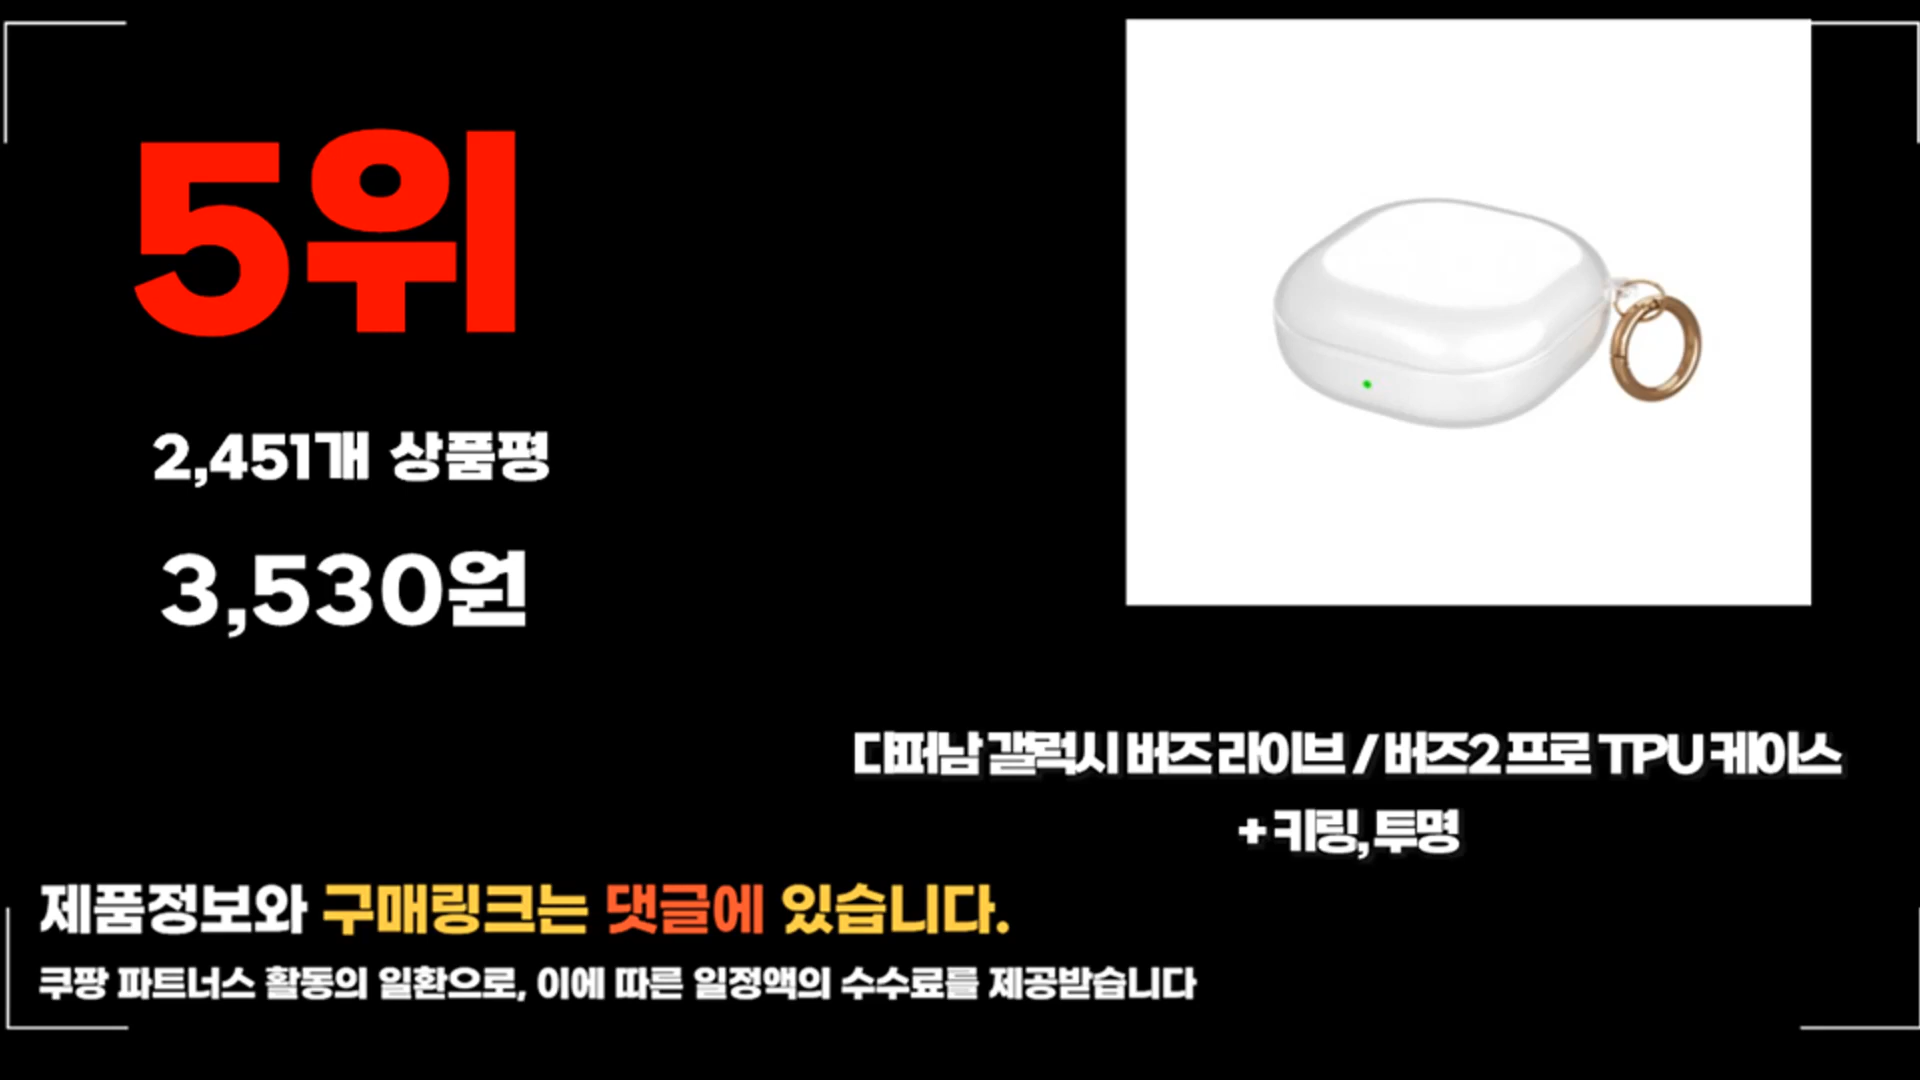 5위
2,451개 상품평
3,530원
댜퍼남 갤럭시 버즈 라이브 / 버즈2 프로 TPU 케이스
+ 키링, 투명
제품정보와 구매링크는 댓글에 있습니다.
쿠팡 파트너스 활동의 일환으로, 이에 따른 일정액의 수수료를 제공받습니다